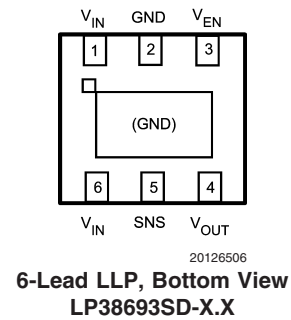 VIN GND VEN
1 2 3
(GND)
6 5 4
VIN SNS VOUT
20126506
6-Lead LLP, Bottom View
LP38693SD-X.X